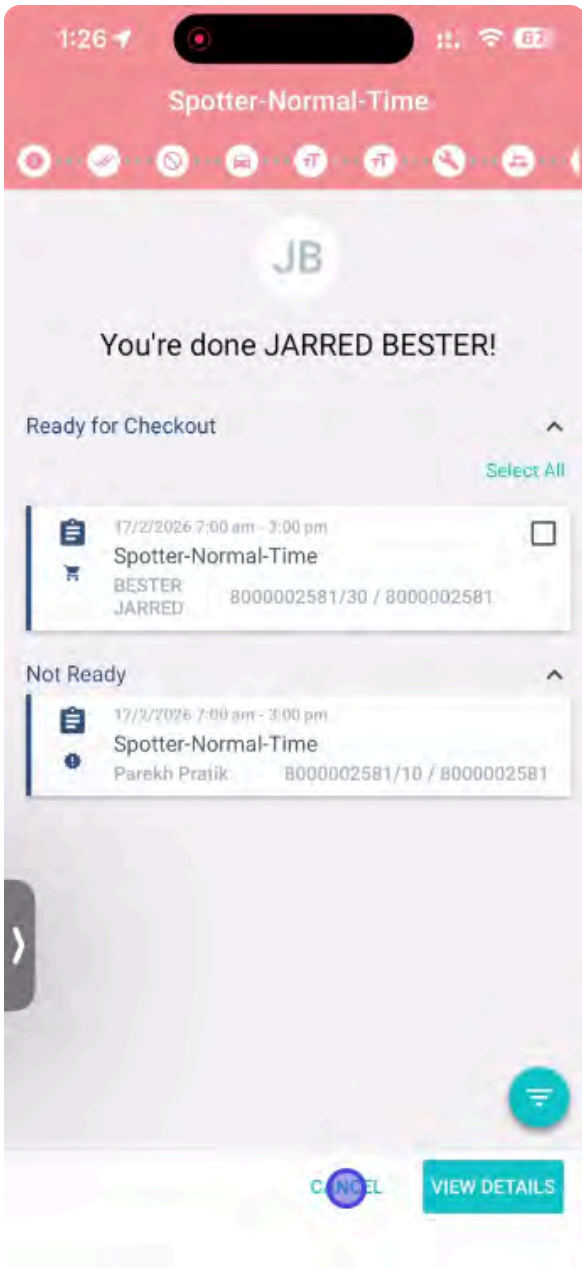 1:26
62
Spotter-Normal-Time
JB
You're done JARRED BESTER!
Ready for Checkout
Select All
17/2/2026 7:00 am - 3:00 pm
Spotter-Normal-Time
BESTER JARRED 8000002581/30 / 8000002581
Not Ready
17/2/2026 7:00 am - 3:00 pm
Spotter-Normal-Time
Parekh Pratik 8000002581/10 / 8000002581
CANCEL VIEW DETAILS